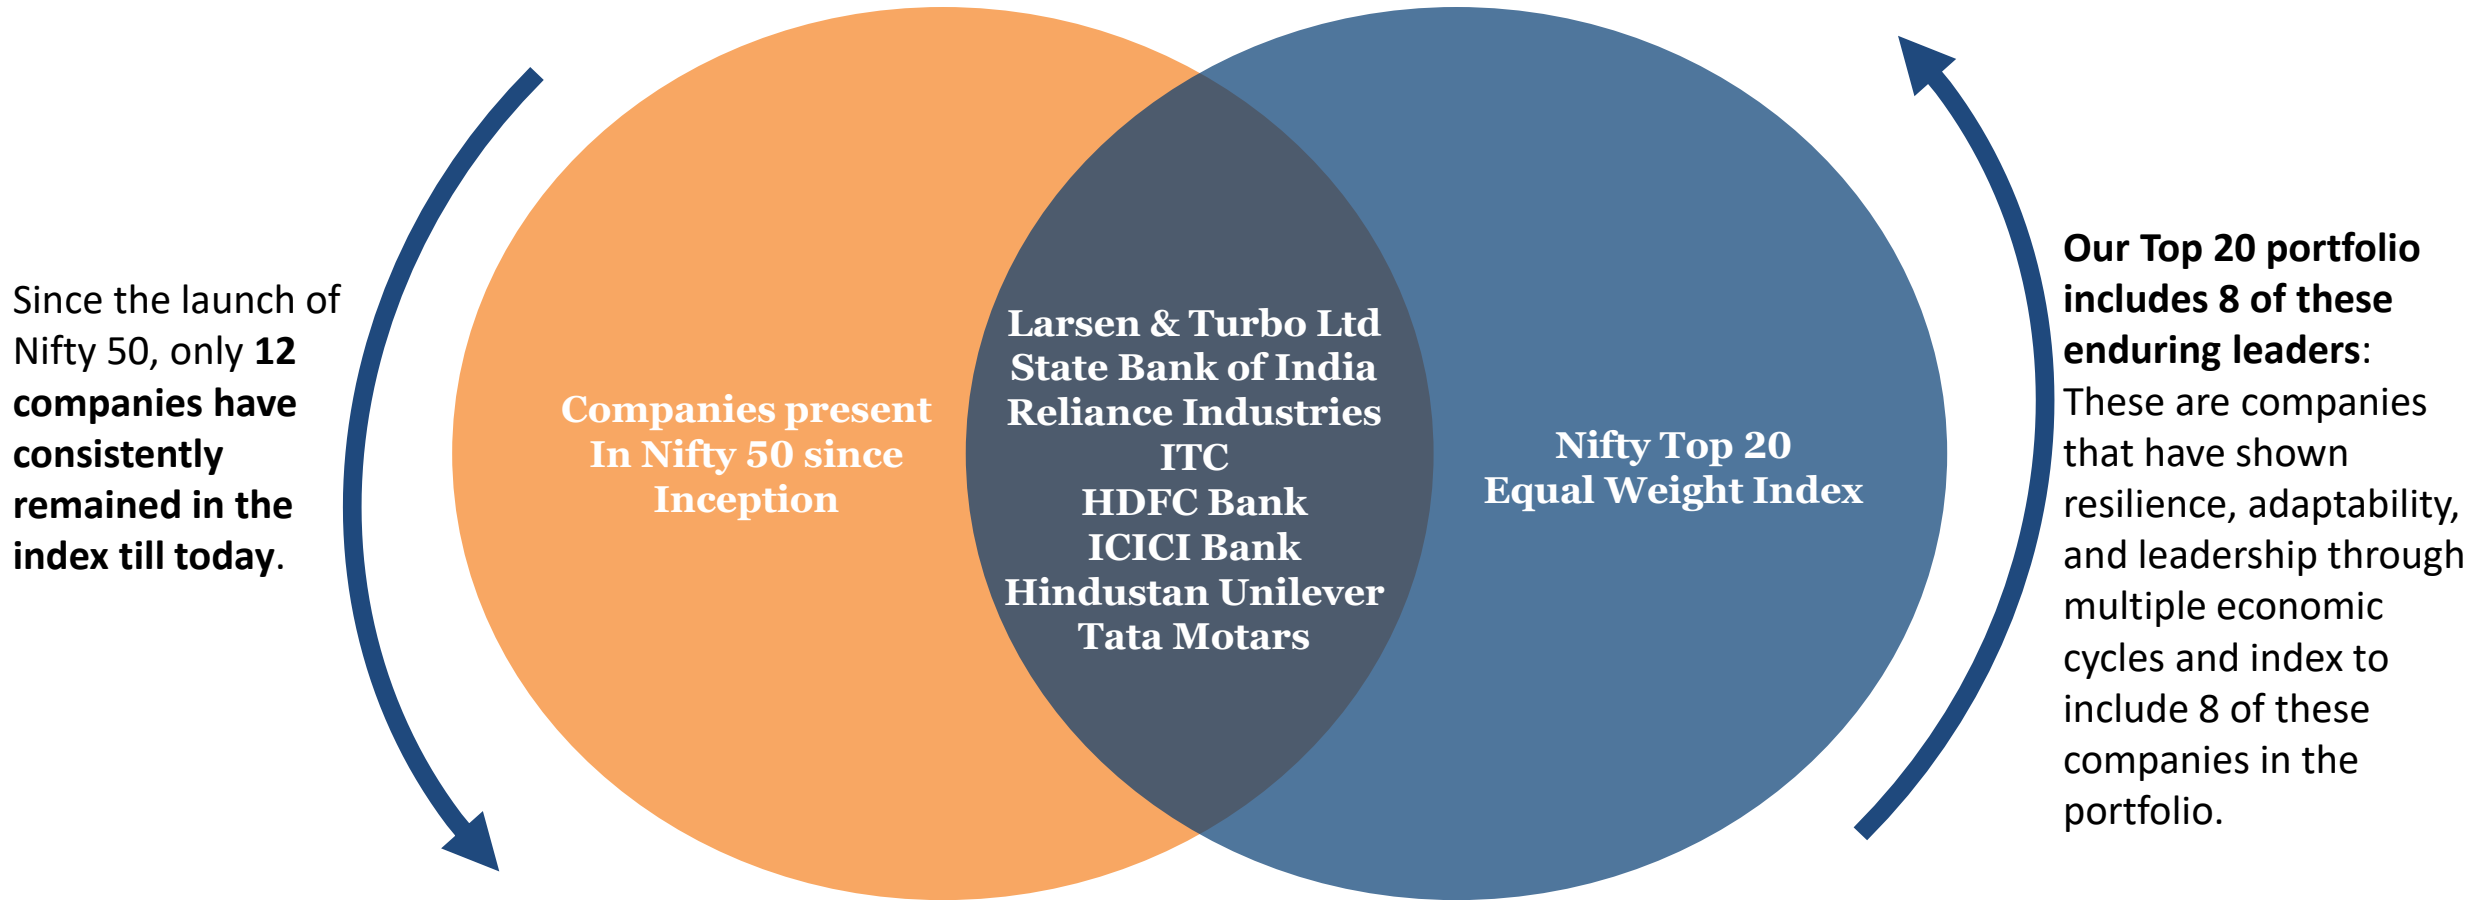 Since the launch of
Nifty 50, only 12
companies have
consistently
remained in the
index till today.
Companies present
In Nifty 50 since
Inception
Larsen & Turbo Ltd
State Bank of India
Reliance Industries
ITC
HDFC Bank
ICICI Bank
Hindustan Unilever
Tata Motars
Nifty Top 20
Equal Weight Index
Our Top 20 portfolio
includes 8 of these
enduring leaders:
These are companies
that have shown
resilience, adaptability,
and leadership through
multiple economic
cycles and index to
include 8 of these
companies in the
portfolio.